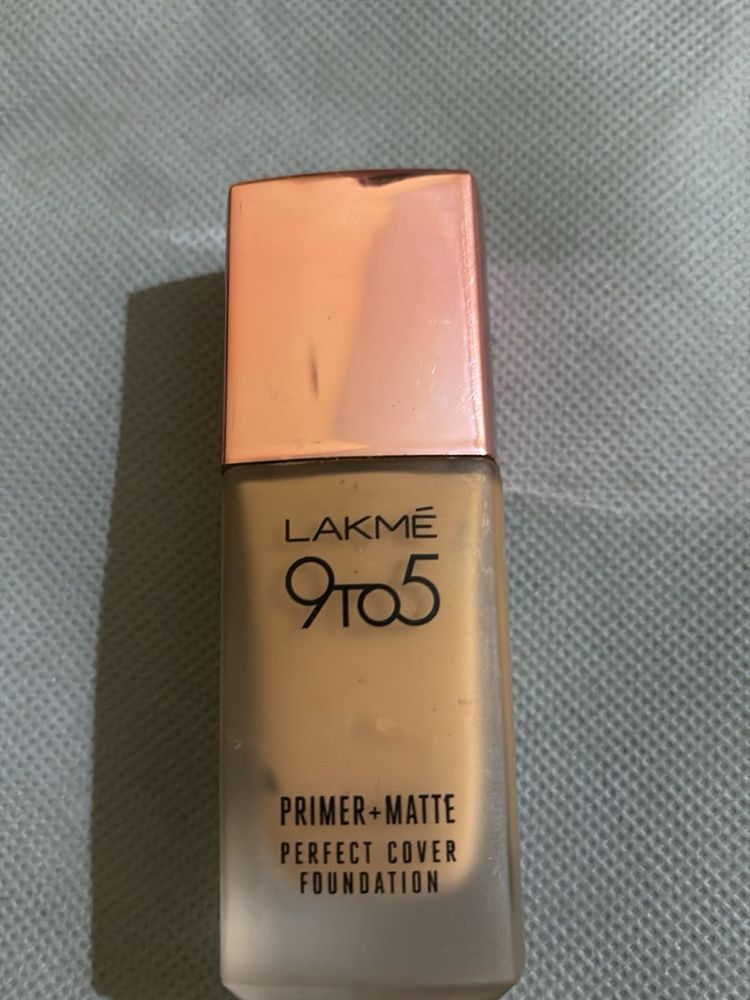 LAKMÉ
9TO5
PRIMER+MATTE
PERFECT COVER
FOUNDATION